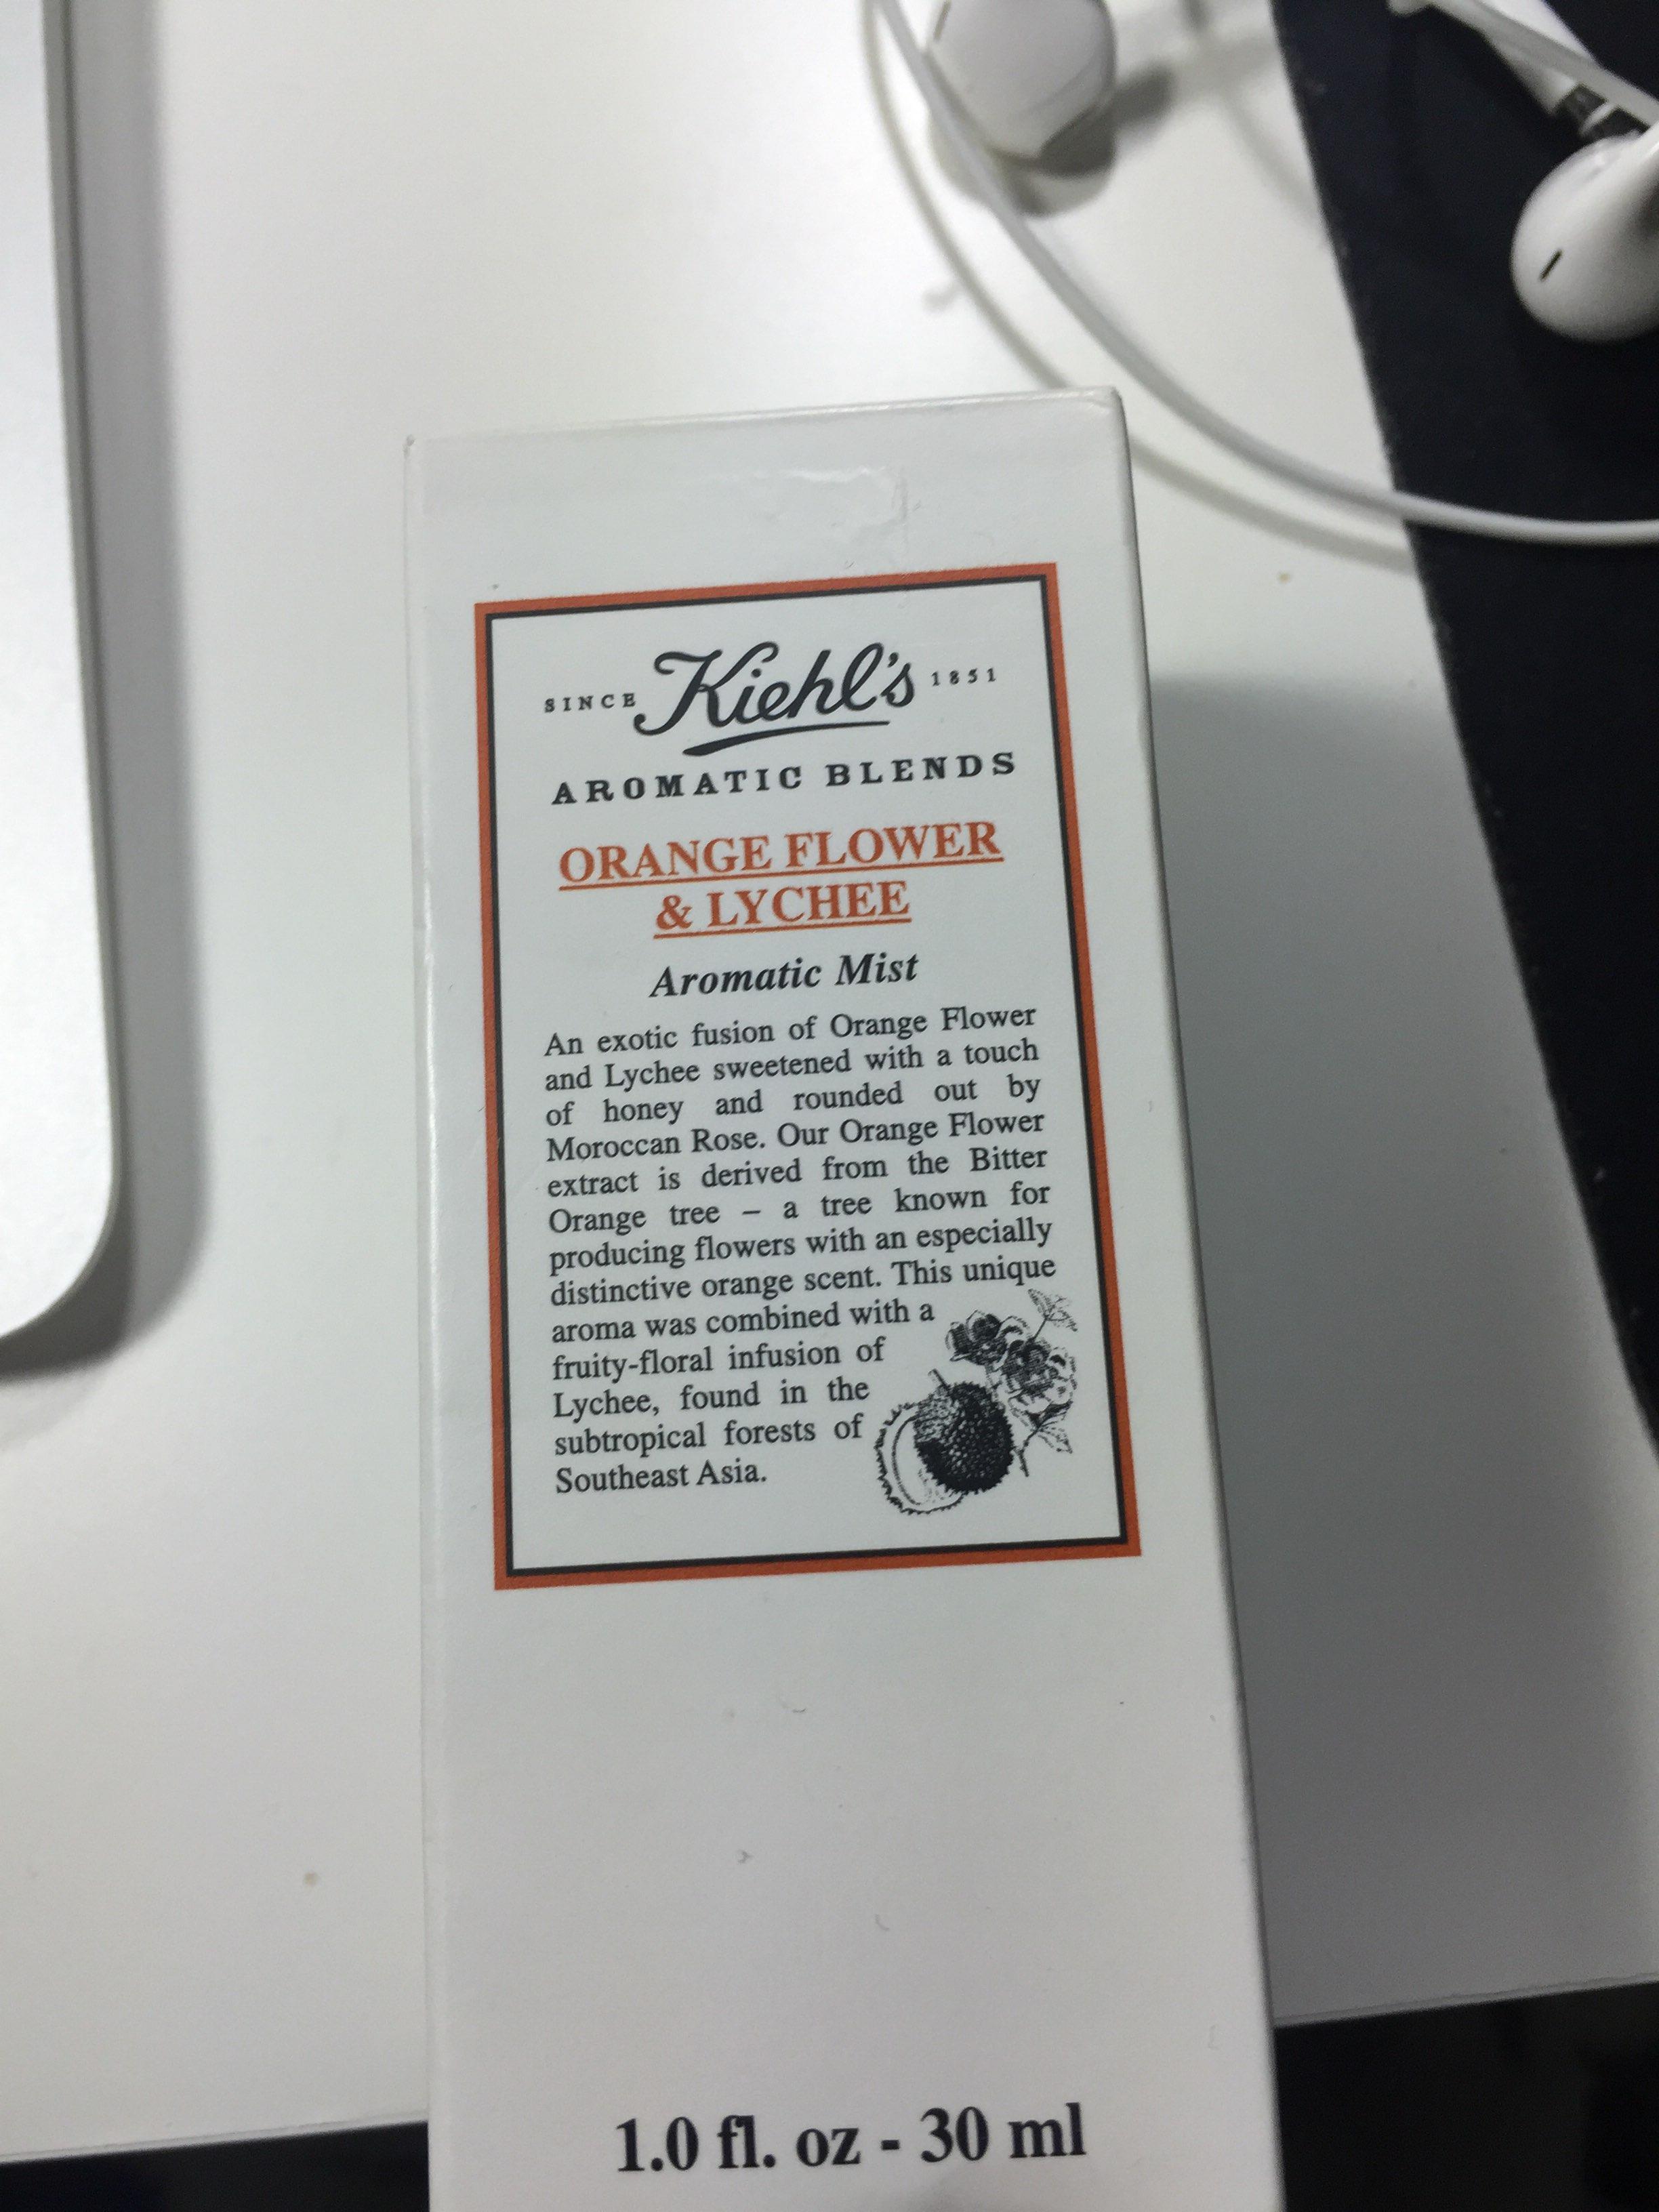 SINCE Kiehl's 1851
AROMATIC BLENDS
ORANGE FLOWER
& LYCHEE
Aromatic Mist
An exotic fusion of Orange Flower
and Lychee sweetened with a touch
of honey and rounded out by
Moroccan Rose. Our Orange Flower
extract is derived from the Bitter
Orange tree – a tree known for
producing flowers with an especially
distinctive orange scent. This unique
aroma was combined with a
fruity-floral infusion of
Lychee, found in the
subtropical forests of
Southeast Asia.
1.0 fl. oz - 30 ml